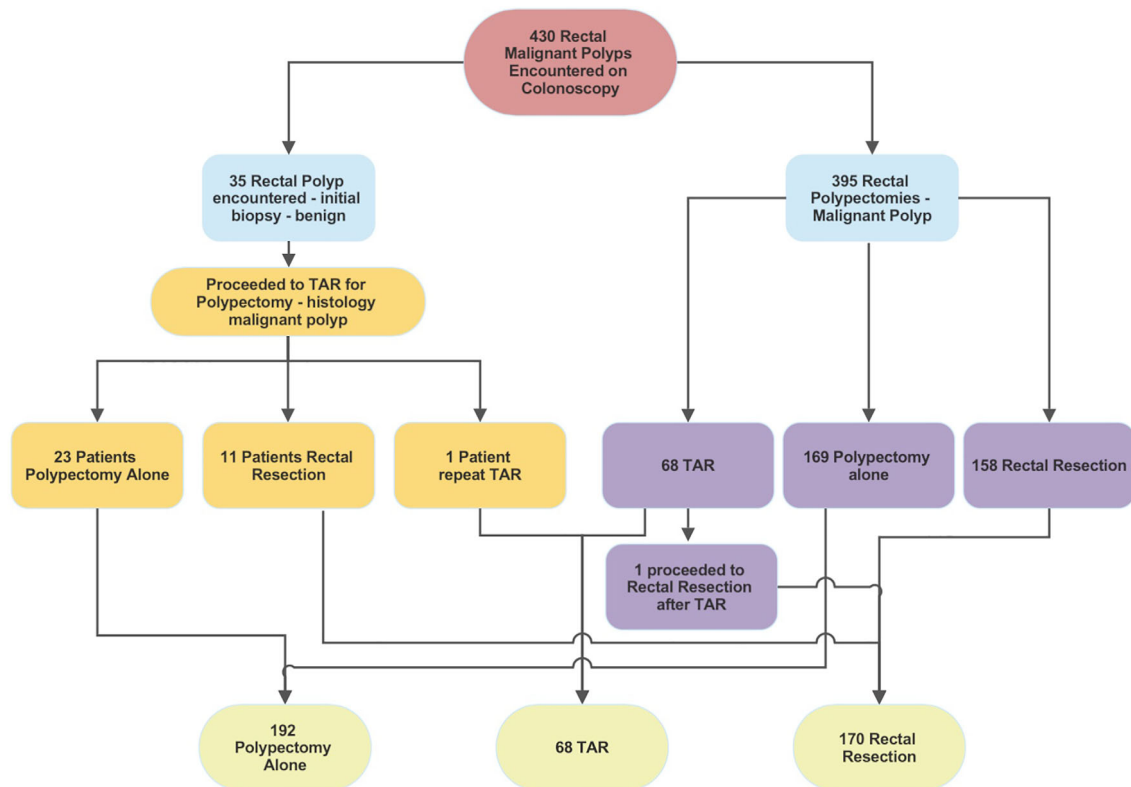 430 Rectal
Malignant Polyps
Encountered on
Colonoscopy
35 Rectal Polyp
encountered - initial
biopsy - benign
395 Rectal
Polypectomies -
Malignant Polyp
Proceeded to TAR for
Polypectomy - histology
malignant polyp
23 Patients
Polypectomy Alone
11 Patients Rectal
Resection
1 Patient
repeat TAR
68 TAR
169 Polypectomy
alone
158 Rectal Resection
1 proceeded to
Rectal Resection
after TAR
192
Polypectomy
Alone
68 TAR
170 Rectal
Resection